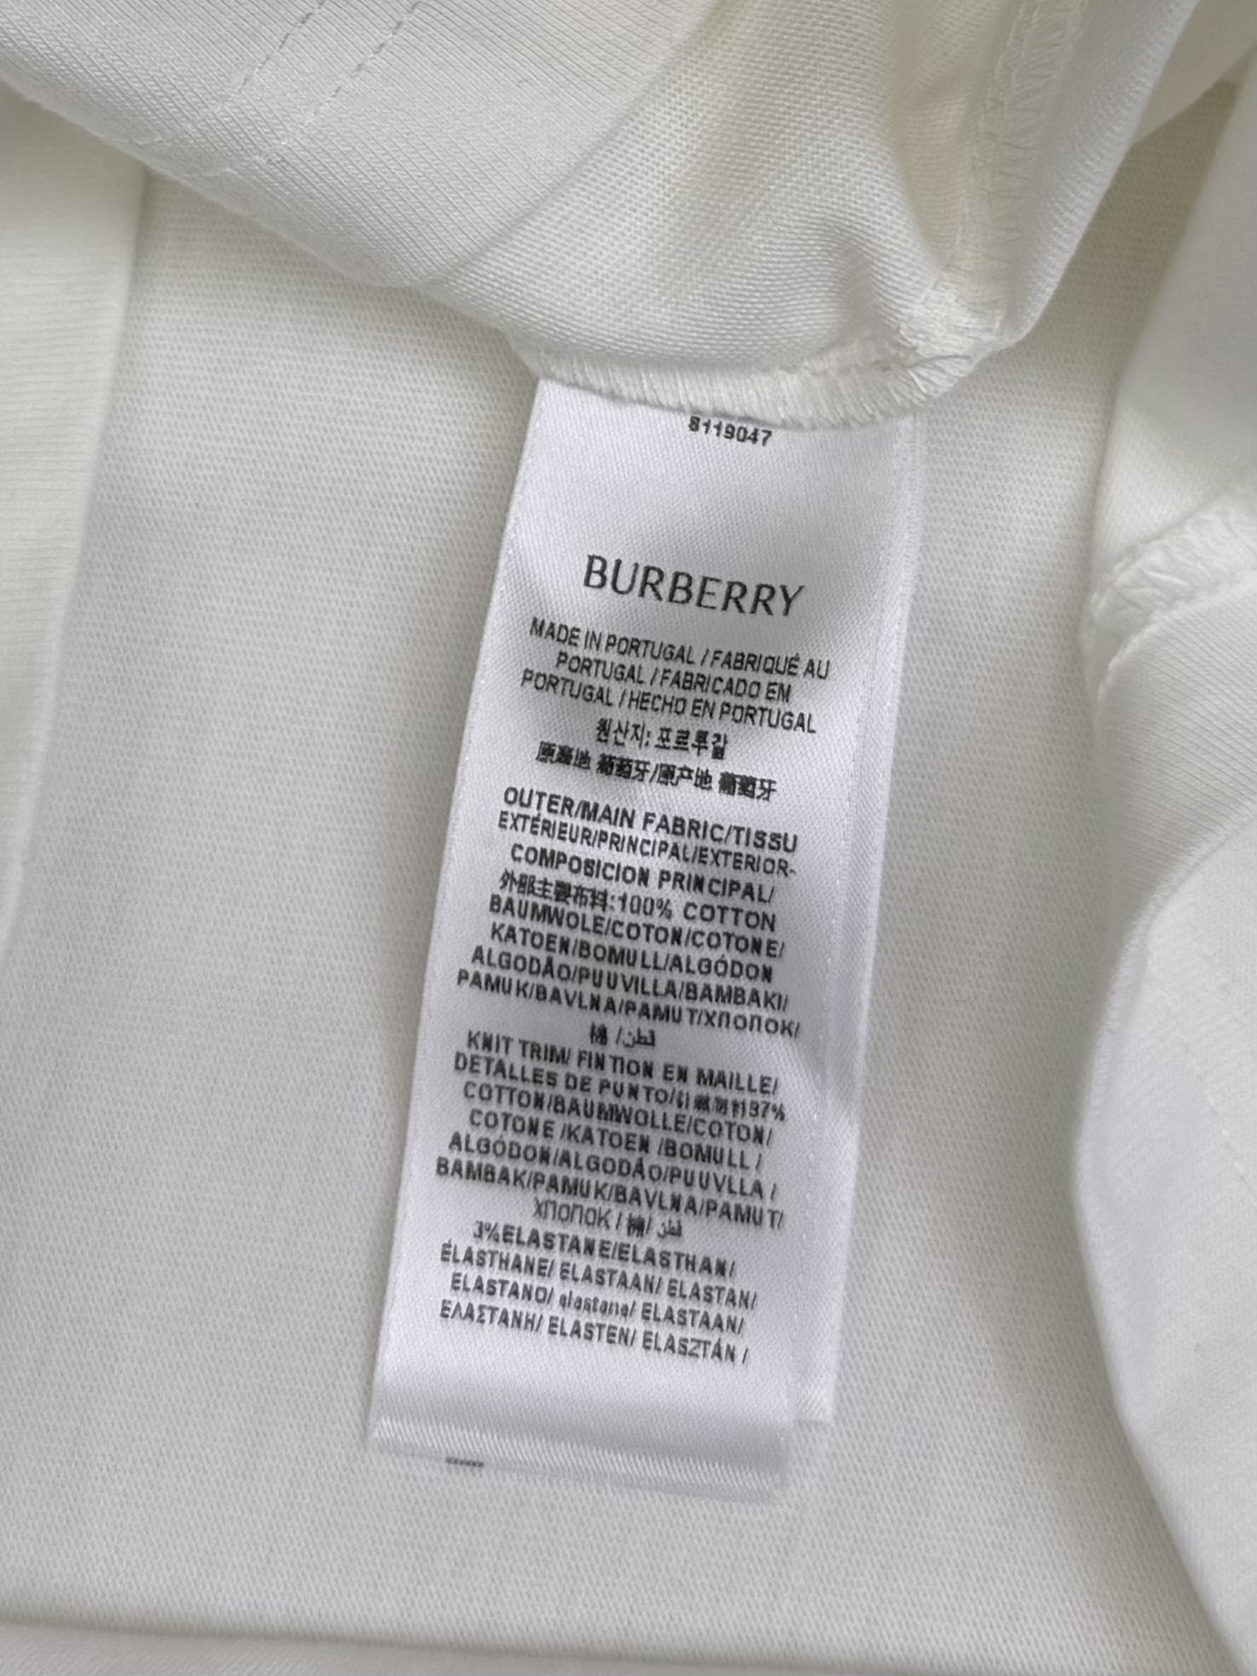 8119047
BURBERRY
MADE IN PORTUGAL / FABRIQUÉ AU
PORTUGAL / FABRICADO EM
PORTUGAL / HECHO EN PORTUGAL
원산지: 포르투갈
原產地 葡萄牙/原产地 葡萄牙
OUTER/MAIN FABRIC/TISSU
EXTÉRIEUR/PRINCIPAL/EXTERIOR-
COMPOSICION PRINCIPAL/
外部主要布料:100% COTTON
BAUMWOLE/COTON/COTONE/
KATOEN/BOMULL/ALGÓDON
ALGODÃO/PUUVILLA/BAMBAKI/
PAMUK/BAVLNA/PAMUT/ХПОПОК/
棉 /قطن
KNIT TRIM/ FINTION EN MAILLE/
DETALLES DE PUNTO/ 97%
COTTON/BAUMWOLLE/COTON/
COTONE /KATOEN /BOMULL /
ALGÓDON/ALGODÃO/PUUVLLA /
BAMBAK/PAMUK/BAVLNA/PAMUT/
ХПОПОК / 棉/ قطن
3%ELASTANE/ELASTHAN/
ÉLASTHANE/ ELASTAAN/ ELASTAN/
ELASTANO/ elastane/ ELASTAAN/
ΕΛΑΣΤΑΝΗ/ ELASTEN/ ELASZTÁN /